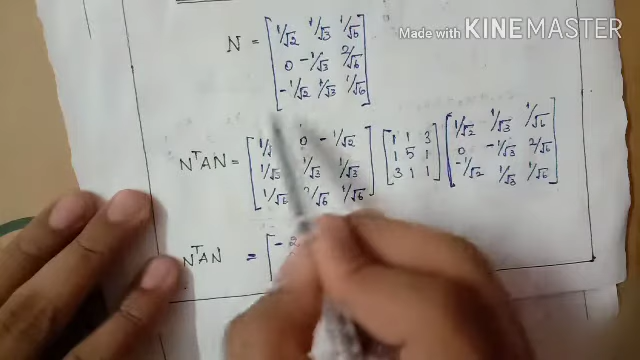 Made with KINEMASTER
N = [ 1/√2 1/√3 1/√6
0 -1/√3 2/√6
-1/√2 1/√3 1/√6 ]
NᵀAN = [ 0 -1/√2 ] [ 1 1 3 ] [ 1/√2 1/√3 1/√6
1/√3 1/√3 1/√3 1 5 1 0 -1/√3 2/√6
1/√6 2/√6 1/√6 ] 3 1 1 ] -1/√2 1/√3 1/√6 ]
NᵀAN = [ -2